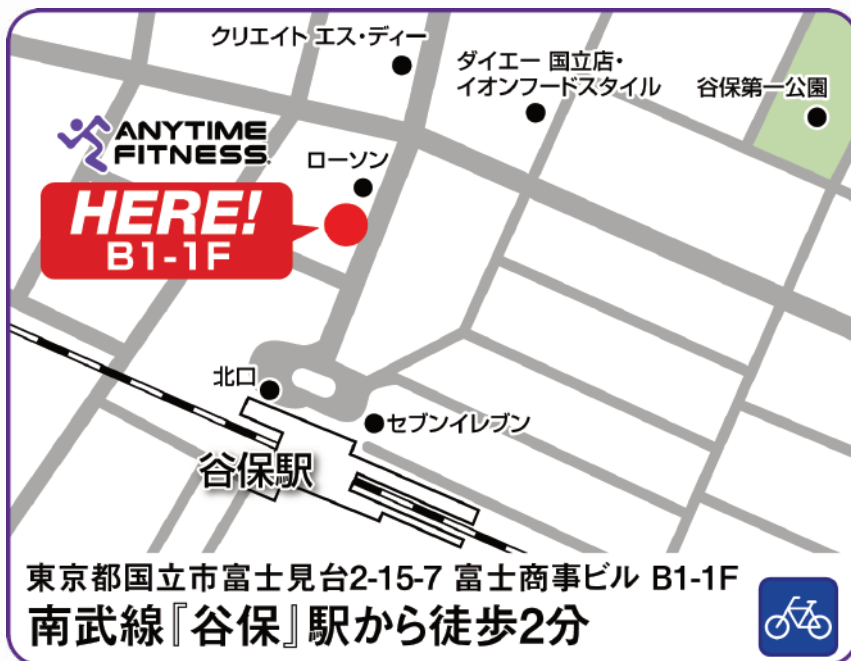 クリエイト エス・ディー
ダイエー 国立店・
イオンフードスタイル
谷保第一公園
ANYTIME
FITNESS
ローソン
HERE!
B1-1F
北口
セブンイレブン
谷保駅
東京都国立市富士見台2-15-7 富士商事ビル B1-1F
南武線『谷保』駅から徒歩2分